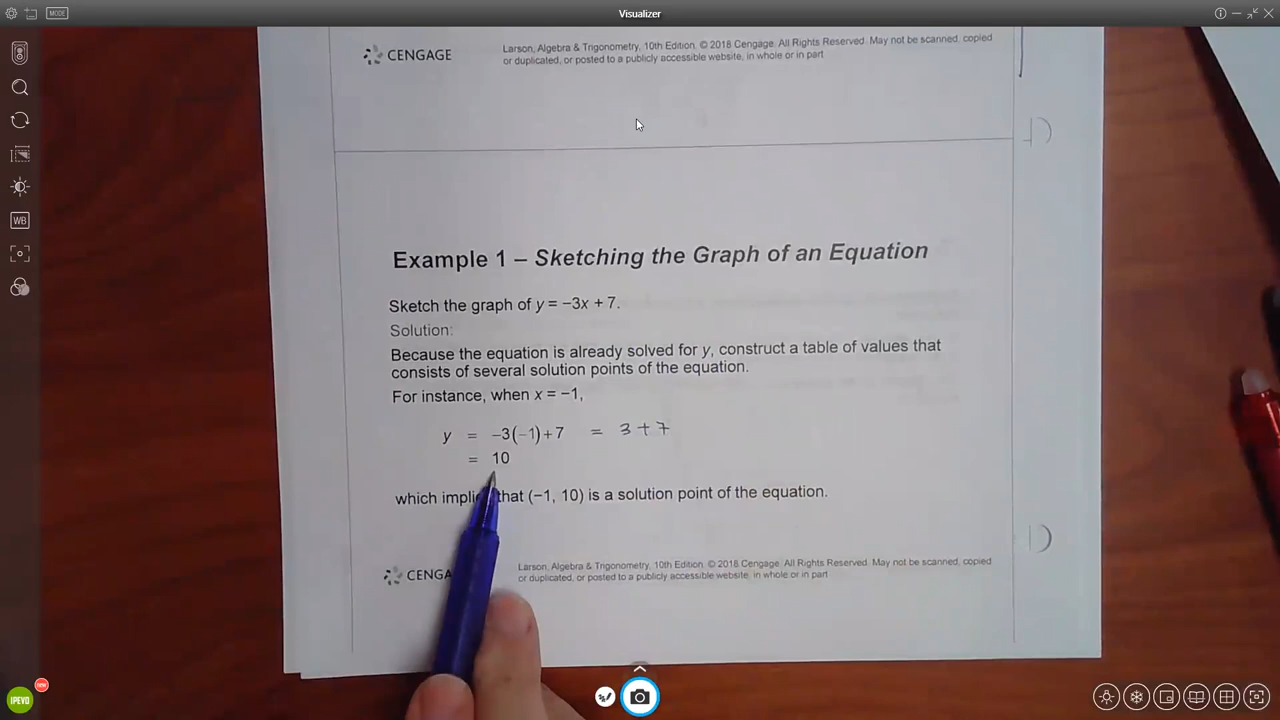 MODE
Visualizer
CENGAGE
Larson, Algebra & Trigonometry, 10th Edition. © 2018 Cengage. All Rights Reserved. May not be scanned, copied
or duplicated, or posted to a publicly accessible website, in whole or in part
Example 1 – Sketching the Graph of an Equation
Sketch the graph of y = −3x + 7.
Solution:
Because the equation is already solved for y, construct a table of values that
consists of several solution points of the equation.
For instance, when x = −1,
y = −3(−1)+7 = 3+7
= 10
which impli that (−1, 10) is a solution point of the equation.
CENGA
Larson, Algebra & Trigonometry, 10th Edition. © 2018 Cengage. All Rights Reserved. May not be scanned, copied
or duplicated, or posted to a publicly accessible website, in whole or in part
WB
new
IPEVO